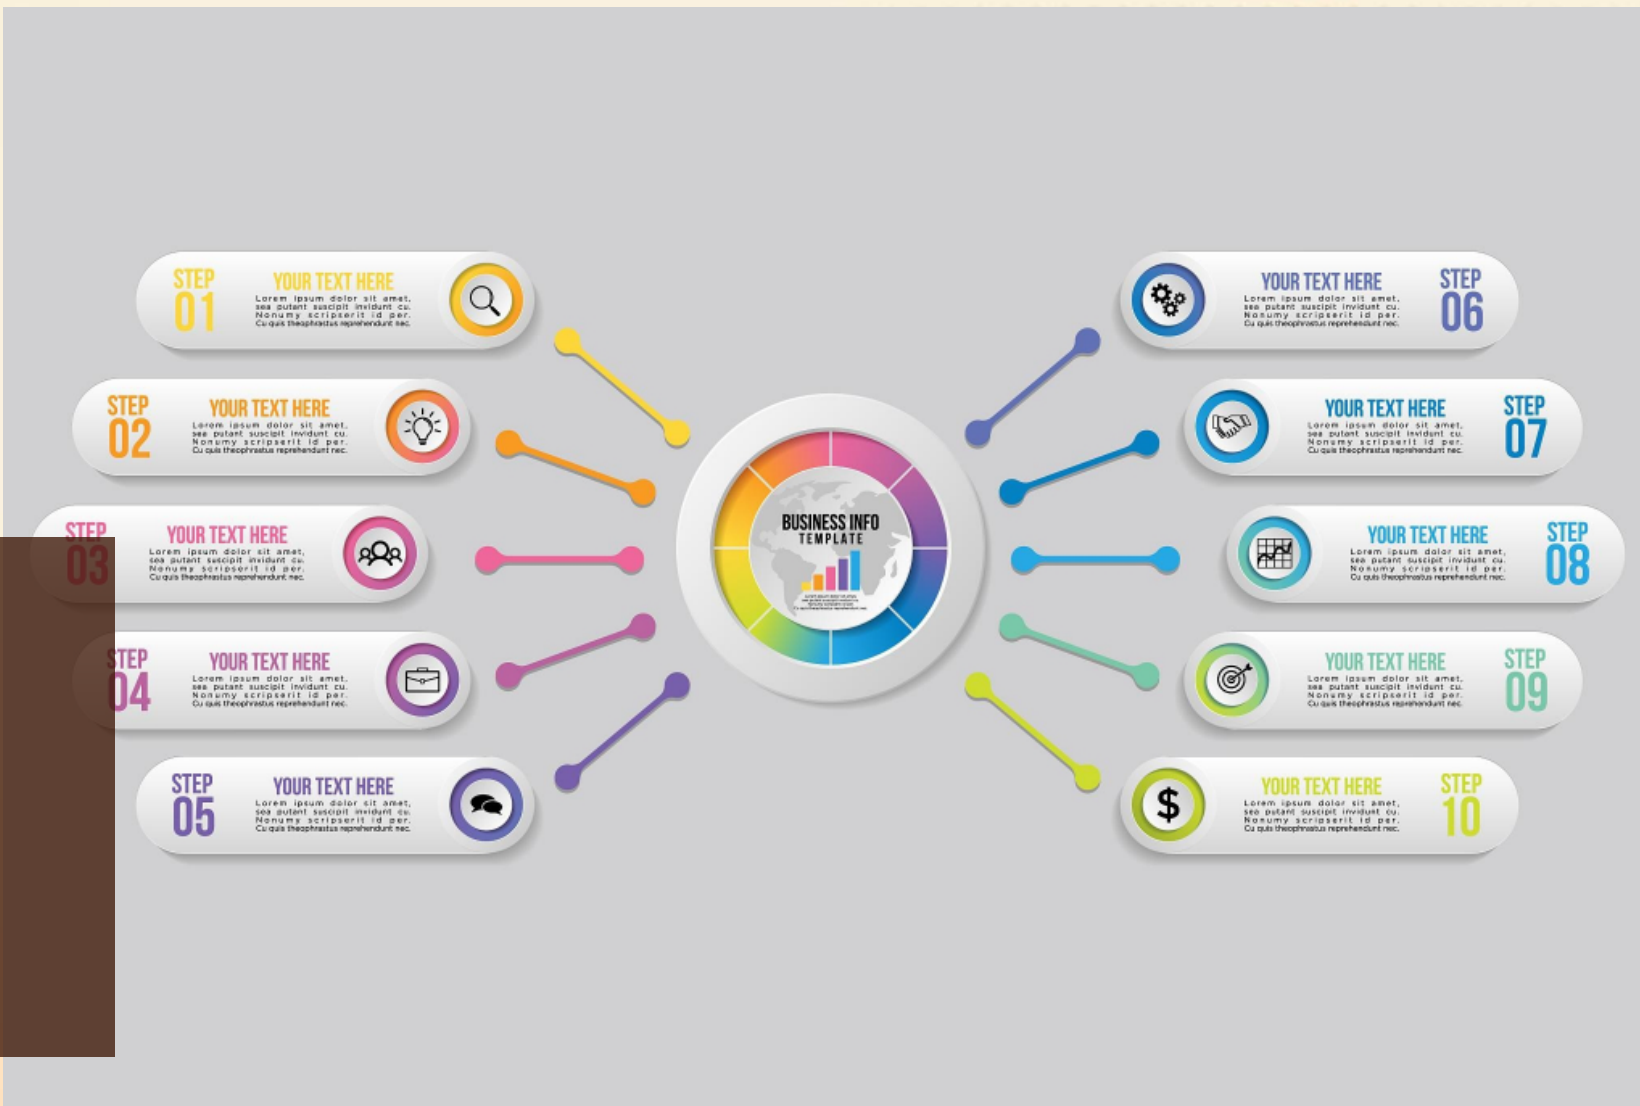 STEP
01
YOUR TEXT HERE
Lorem ipsum dolor sit amet,
sea putant suscipit invidunt cu.
Nonumy scripserit id per.
Cu quis theophrastus reprehendunt nec.
STEP
02
YOUR TEXT HERE
Lorem ipsum dolor sit amet,
sea putant suscipit invidunt cu.
Nonumy scripserit id per.
Cu quis theophrastus reprehendunt nec.
STEP
03
YOUR TEXT HERE
Lorem ipsum dolor sit amet,
sea putant suscipit invidunt cu.
Nonumy scripserit id per.
Cu quis theophrastus reprehendunt nec.
STEP
04
YOUR TEXT HERE
Lorem ipsum dolor sit amet,
sea putant suscipit invidunt cu.
Nonumy scripserit id per.
Cu quis theophrastus reprehendunt nec.
STEP
05
YOUR TEXT HERE
Lorem ipsum dolor sit amet,
sea putant suscipit invidunt cu.
Nonumy scripserit id per.
Cu quis theophrastus reprehendunt nec.
BUSINESS INFO
TEMPLATE
YOUR TEXT HERE
Lorem ipsum dolor sit amet,
sea putant suscipit invidunt cu.
Nonumy scripserit id per.
Cu quis theophrastus reprehendunt nec.
STEP
06
YOUR TEXT HERE
Lorem ipsum dolor sit amet,
sea putant suscipit invidunt cu.
Nonumy scripserit id per.
Cu quis theophrastus reprehendunt nec.
STEP
07
YOUR TEXT HERE
Lorem ipsum dolor sit amet,
sea putant suscipit invidunt cu.
Nonumy scripserit id per.
Cu quis theophrastus reprehendunt nec.
STEP
08
YOUR TEXT HERE
Lorem ipsum dolor sit amet,
sea putant suscipit invidunt cu.
Nonumy scripserit id per.
Cu quis theophrastus reprehendunt nec.
STEP
09
$
YOUR TEXT HERE
Lorem ipsum dolor sit amet,
sea putant suscipit invidunt cu.
Nonumy scripserit id per.
Cu quis theophrastus reprehendunt nec.
STEP
10